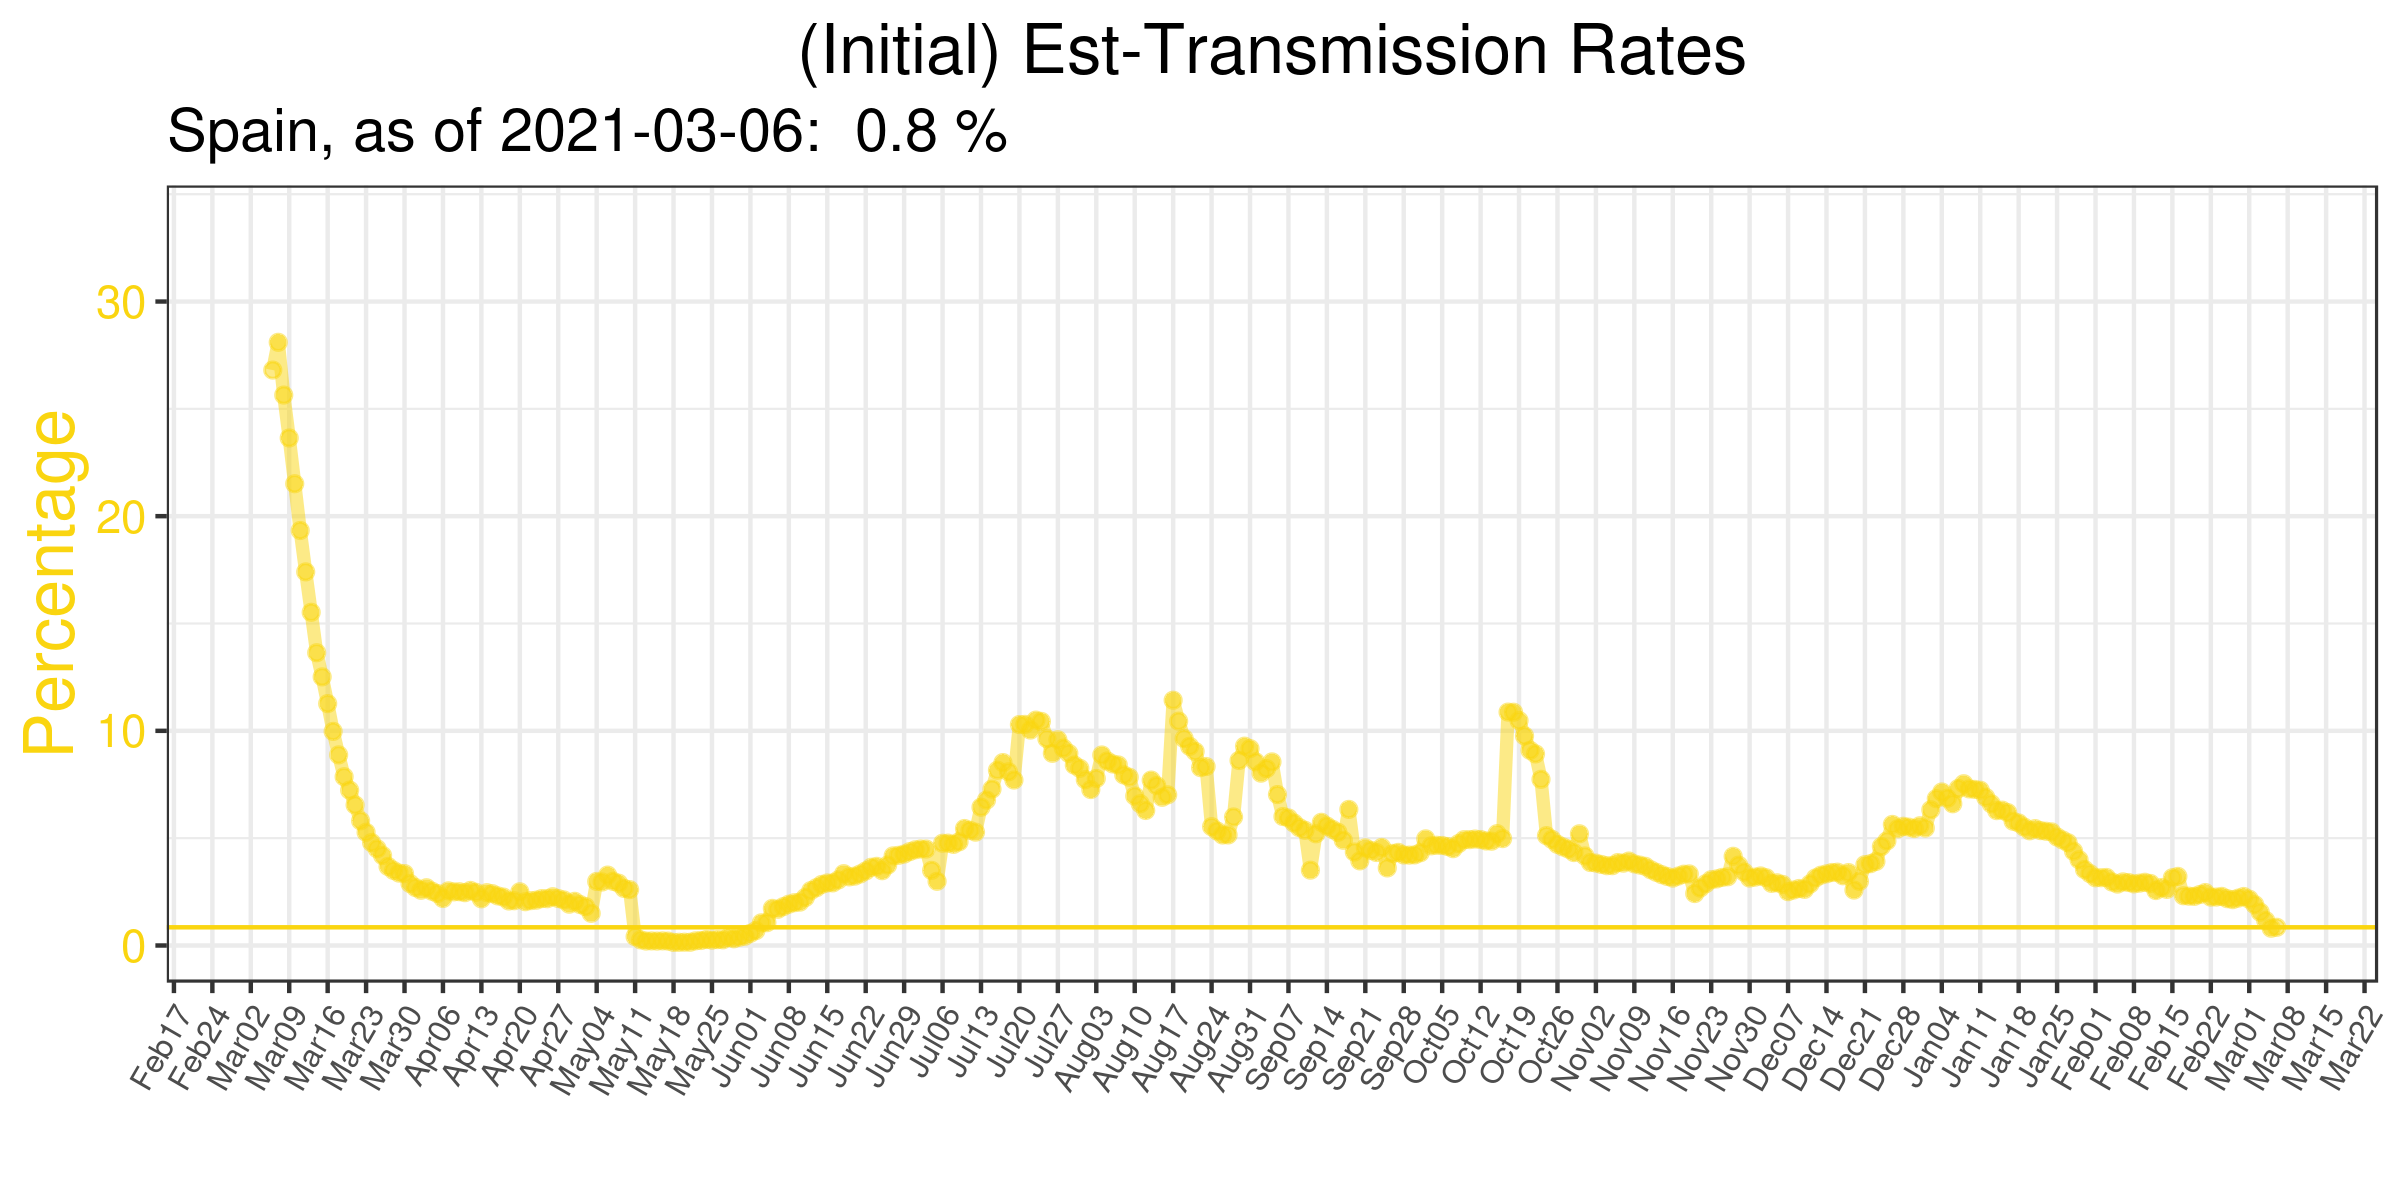 (Initial) Est-Transmission Rates
Spain, as of 2021-03-06:  0.8 %
Percentage
30
20
10
0
Feb17
Feb24
Mar02
Mar09
Mar16
Mar23
Mar30
Apr06
Apr13
Apr20
Apr27
May04
May11
May18
May25
Jun01
Jun08
Jun15
Jun22
Jun29
Jul06
Jul13
Jul20
Jul27
Aug03
Aug10
Aug17
Aug24
Aug31
Sep07
Sep14
Sep21
Sep28
Oct05
Oct12
Oct19
Oct26
Nov02
Nov09
Nov16
Nov23
Nov30
Dec07
Dec14
Dec21
Dec28
Jan04
Jan11
Jan18
Jan25
Feb01
Feb08
Feb15
Feb22
Mar01
Mar08
Mar15
Mar22